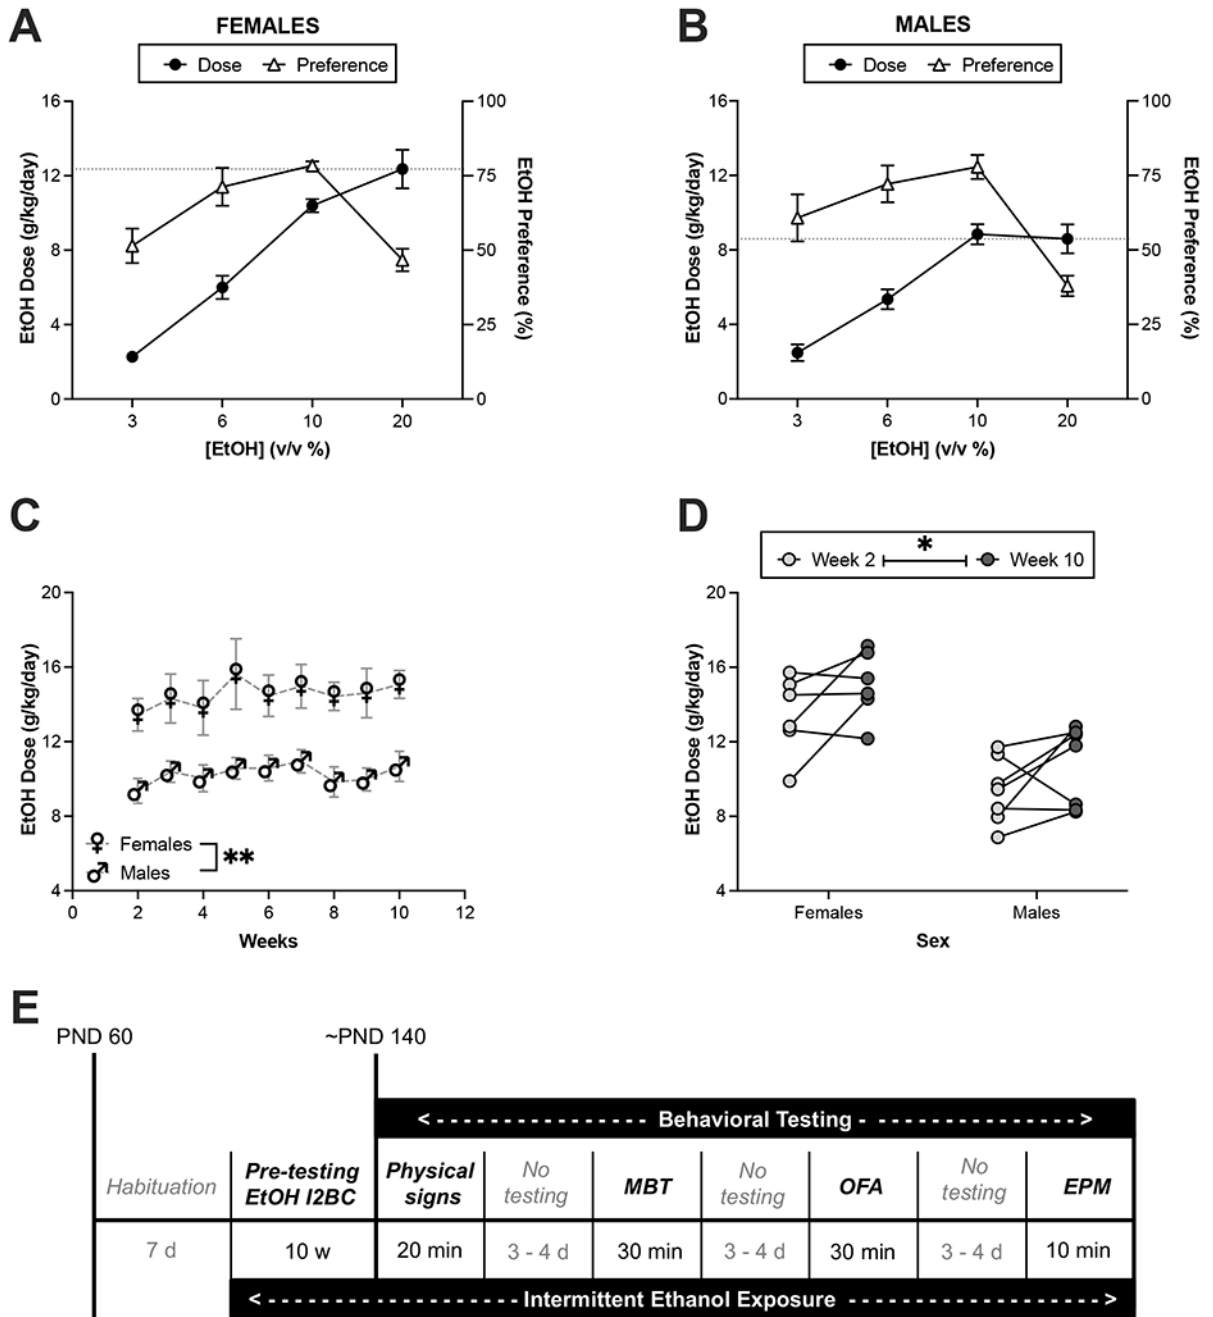 A
FEMALES
Dose Preference
16
12
8
4
0
100
75
50
25
0
EtOH Dose (g/kg/day)
EtOH Preference (%)
3 6 10 20
[EtOH] (v/v %)
B
MALES
Dose Preference
16
12
8
4
0
100
75
50
25
0
EtOH Dose (g/kg/day)
EtOH Preference (%)
3 6 10 20
[EtOH] (v/v %)
C
20
16
12
8
4
EtOH Dose (g/kg/day)
Females
Males
**
0 2 4 6 8 10 12
Weeks
D
Week 2 * Week 10
20
16
12
8
4
EtOH Dose (g/kg/day)
Females Males
Sex
E
PND 60 ~PND 140
< - - - - - - - - - - - - - - - - - Behavioral Testing - - - - - - - - - - - - - - - - - >
Habituation
Pre-testing
EtOH I2BC
Physical
signs
No
testing
MBT
No
testing
OFA
No
testing
EPM
7 d 10 w 20 min 3 - 4 d 30 min 3 - 4 d 30 min 3 - 4 d 10 min
< - - - - - - - - - - - - - - - - - - - - Intermittent Ethanol Exposure - - - - - - - - - - - - - - - - - - - - >